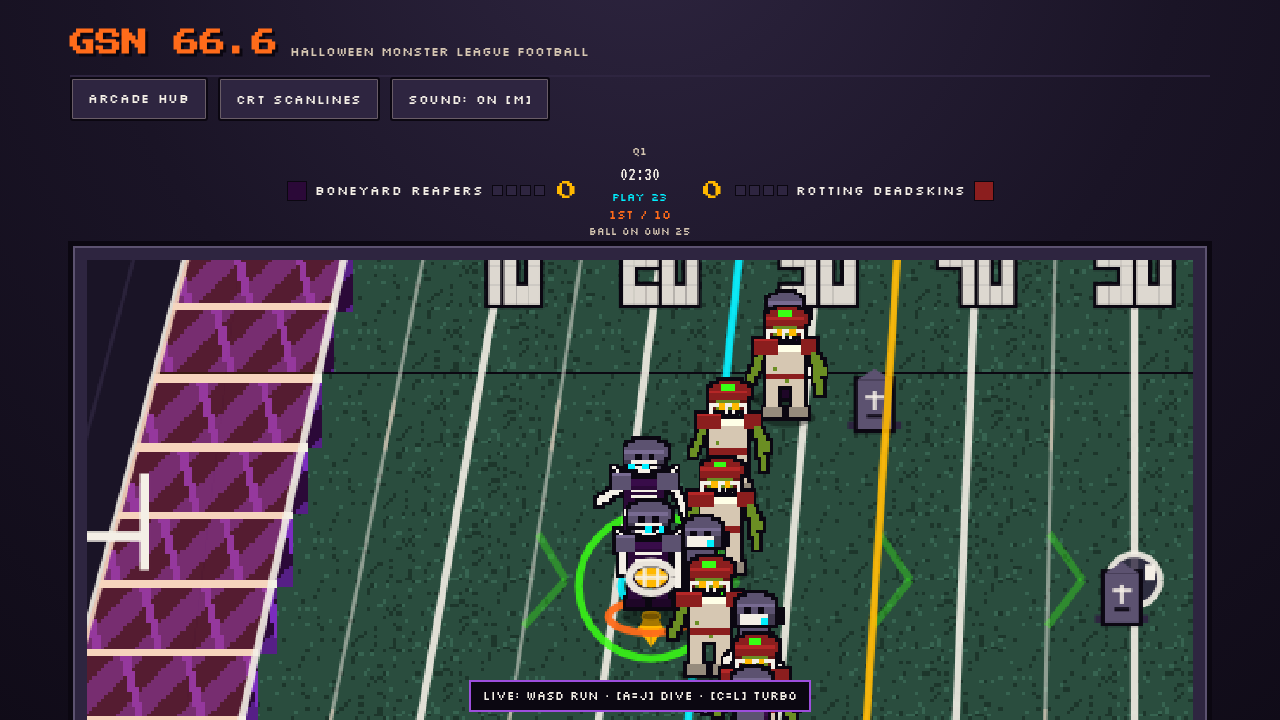 GSN 66.6 HALLOWEEN MONSTER LEAGUE FOOTBALL
ARCADE HUB CRT SCANLINES SOUND: ON [M]
Q1
02:30
BONEYARD REAPERS 0 PLAY 23 0 ROTTING DEADSKINS
1ST / 10
BALL ON OWN 25
10 20 30 40 50
LIVE: WASD RUN · [A=J] DIVE · [C=L] TURBO